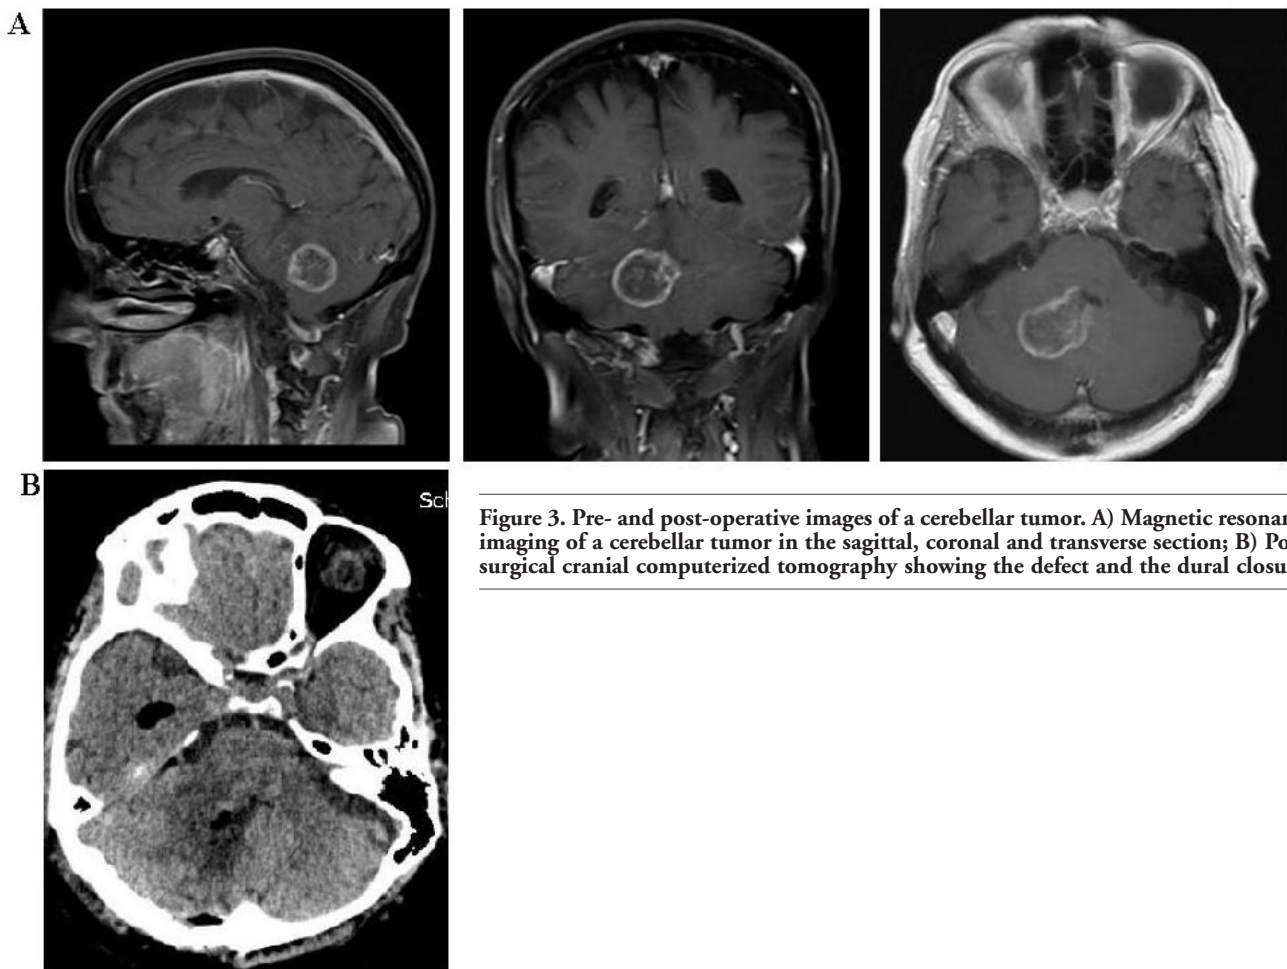 A
B
Sch
Figure 3. Pre- and post-operative images of a cerebellar tumor. A) Magnetic resonan
imaging of a cerebellar tumor in the sagittal, coronal and transverse section; B) Po
surgical cranial computerized tomography showing the defect and the dural closu